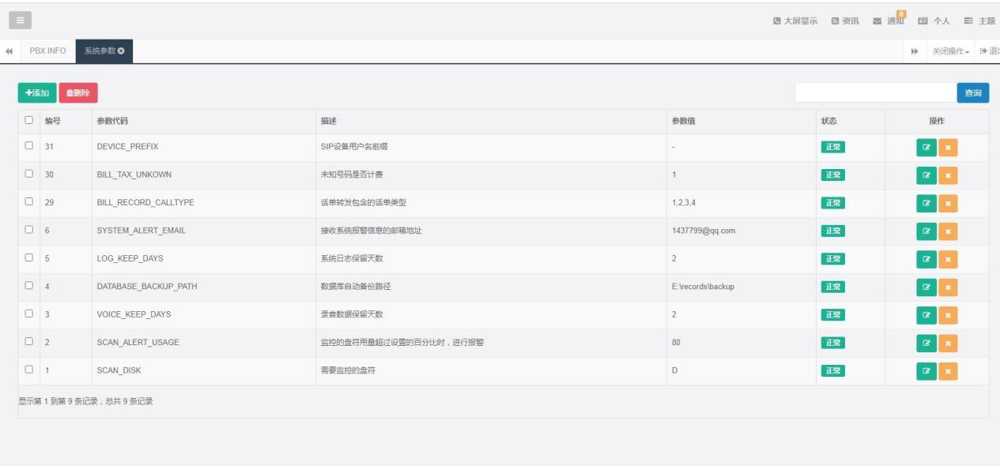 大屏显示 资讯 通知 0 个人 主题
PBX INFO 系统参数 关闭操作 退出
添加 删除 查询
编号 参数代码 描述 参数值 状态 操作
31 DEVICE_PREFIX SIP设备用户名前缀 - 正常
30 BILL_TAX_UNKOWN 未知号码是否计费 1 正常
29 BILL_RECORD_CALLTYPE 话单转发包含的话单类型 1,2,3,4 正常
6 SYSTEM_ALERT_EMAIL 接收系统报警信息的邮箱地址 1437799@qq.com 正常
5 LOG_KEEP_DAYS 系统日志保留天数 2 正常
4 DATABASE_BACKUP_PATH 数据库自动备份路径 E:\records\backup 正常
3 VOICE_KEEP_DAYS 录音数据保留天数 2 正常
2 SCAN_ALERT_USAGE 监控的盘符用量超过设置的百分比时，进行报警 80 正常
1 SCAN_DISK 需要监控的盘符 D 正常
显示第 1 到第 9 条记录，总共 9 条记录